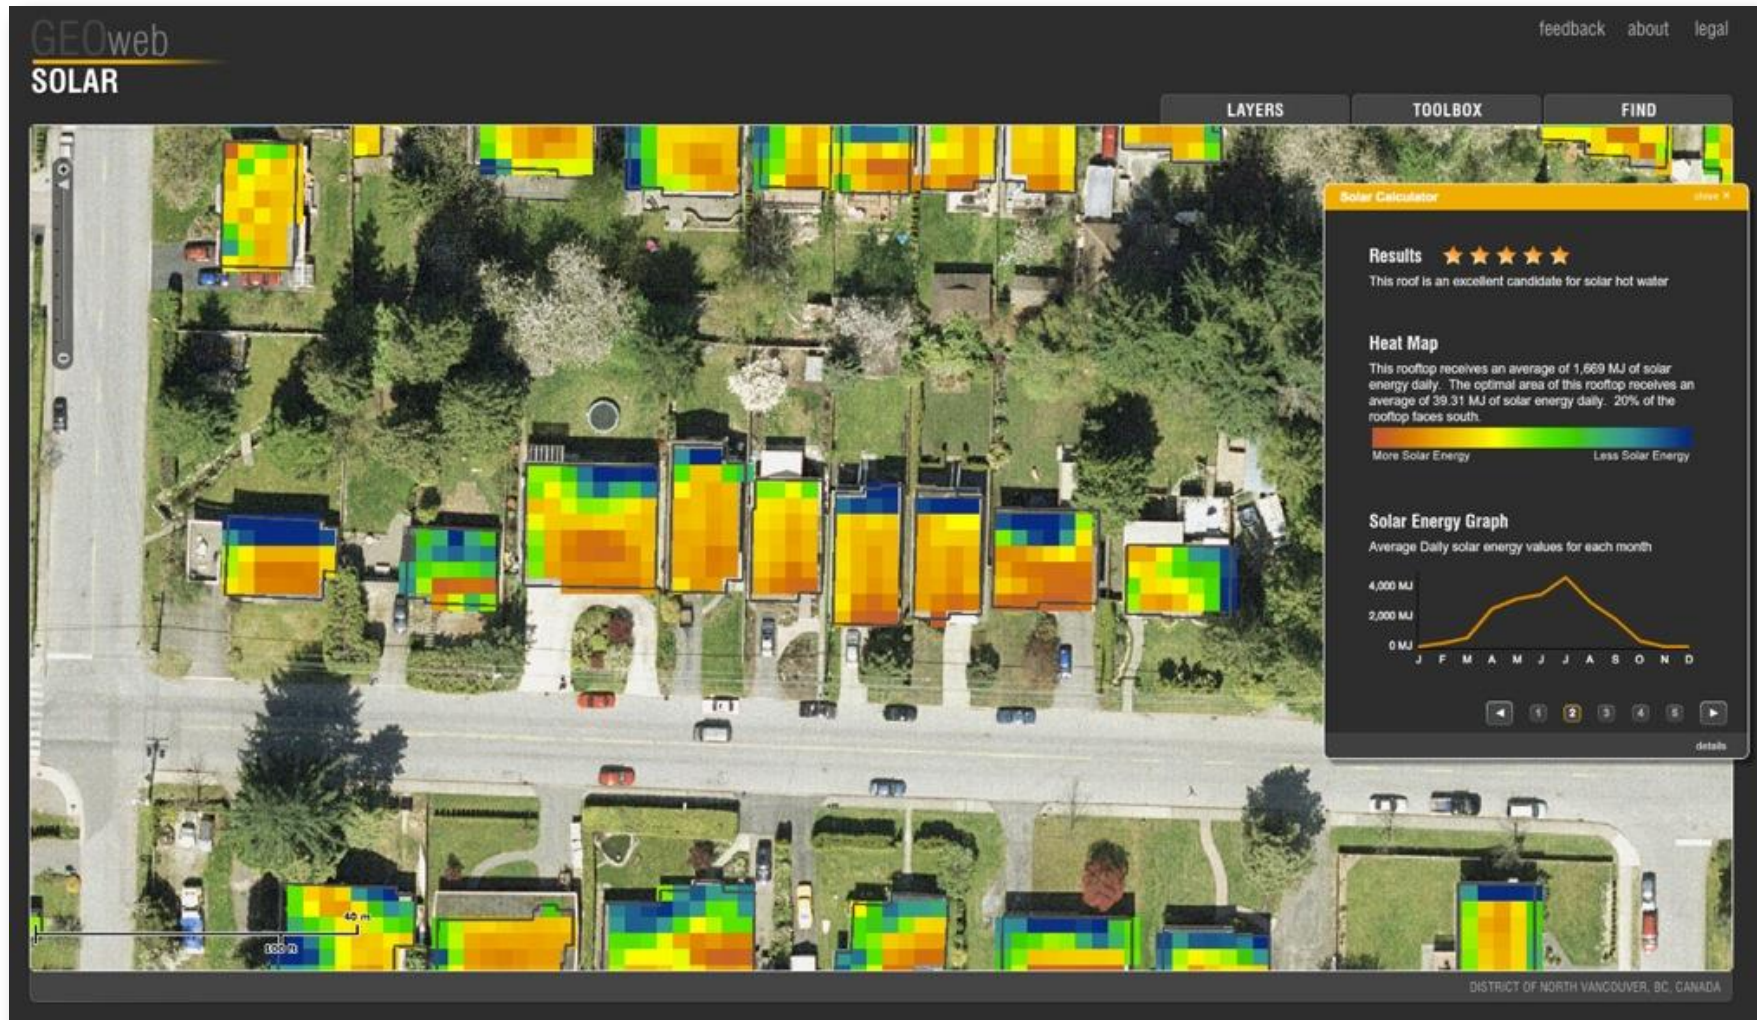 GEOweb
SOLAR
feedback about legal
LAYERS TOOLBOX FIND
Solar Calculator close ×
Results
This roof is an excellent candidate for solar hot water
Heat Map
This rooftop receives an average of 1,669 MJ of solar
energy daily. The optimal area of this rooftop receives an
average of 39.31 MJ of solar energy daily. 20% of the
rooftop faces south.
More Solar Energy Less Solar Energy
Solar Energy Graph
Average Daily solar energy values for each month
4,000 MJ
2,000 MJ
0 MJ
J F M A M J J A S O N D
1 2 3 4 5
details
40 m
100 ft
DISTRICT OF NORTH VANCOUVER, BC, CANADA